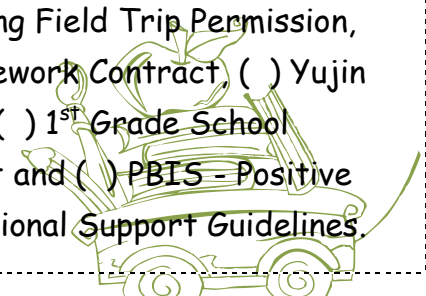 ng Field Trip Permission,
ework Contract, (  ) Yujin
(  ) 1st Grade School
t and (  ) PBIS - Positive
ional Support Guidelines.